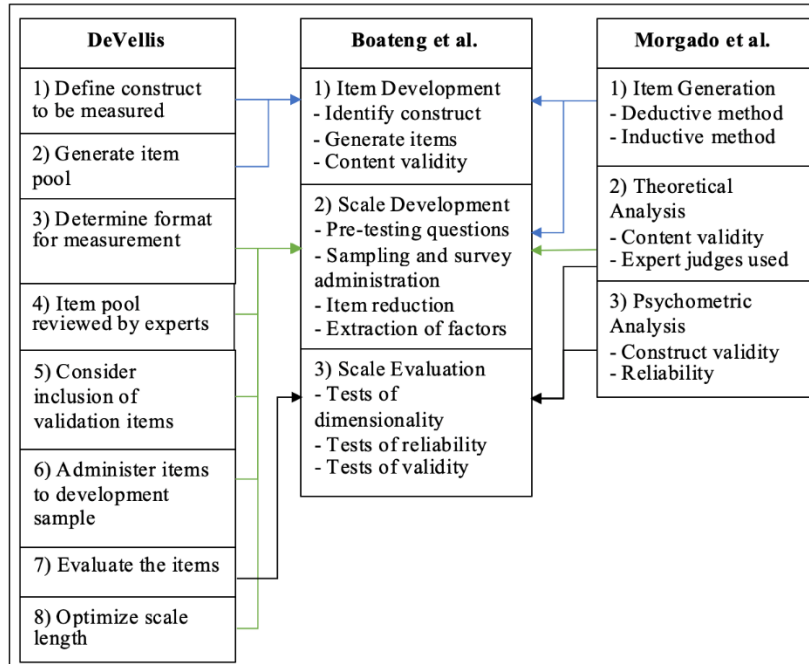 DeVellis
1) Define construct
to be measured
2) Generate item
pool
3) Determine format
for measurement
4) Item pool
reviewed by experts
5) Consider
inclusion of
validation items
6) Administer items
to development
sample
7) Evaluate the items
8) Optimize scale
length
Boateng et al.
1) Item Development
- Identify construct
- Generate items
- Content validity
2) Scale Development
- Pre-testing questions
- Sampling and survey
administration
- Item reduction
- Extraction of factors
3) Scale Evaluation
- Tests of
dimensionality
- Tests of reliability
- Tests of validity
Morgado et al.
1) Item Generation
- Deductive method
- Inductive method
2) Theoretical
Analysis
- Content validity
- Expert judges used
3) Psychometric
Analysis
- Construct validity
- Reliability